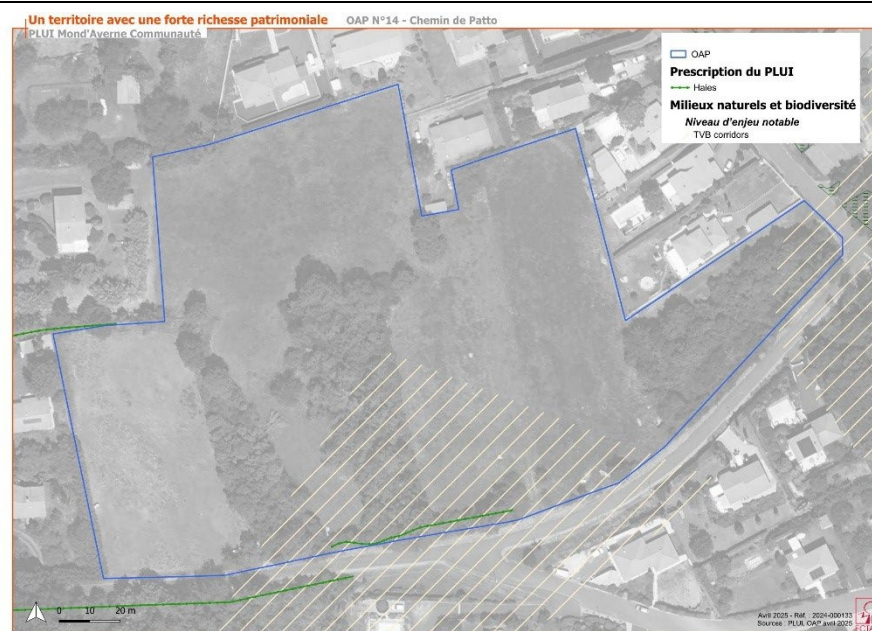 Un territoire avec une forte richesse patrimoniale OAP N°14 - Chemin de Patto
PLUI Mond'Averne Communauté
OAP
Prescription du PLUI
Haies
Milieux naturels et biodiversité
Niveau d'enjeu notable
TVB corridors
0 10 20 m
Avril 2025 - Réf. : 2024-000133
Sources : PLUi, OAP avril 2025